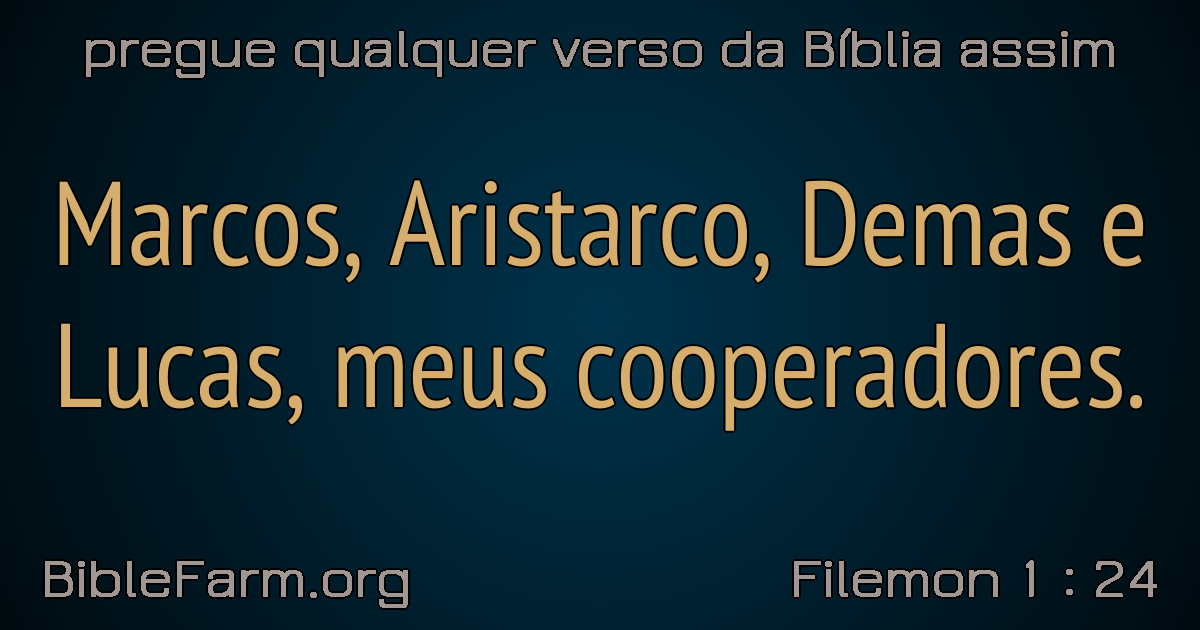 pregue qualquer verso da Bíblia assim
Marcos, Aristarco, Demas e
Lucas, meus cooperadores.
BibleFarm.org
Filemon 1 : 24